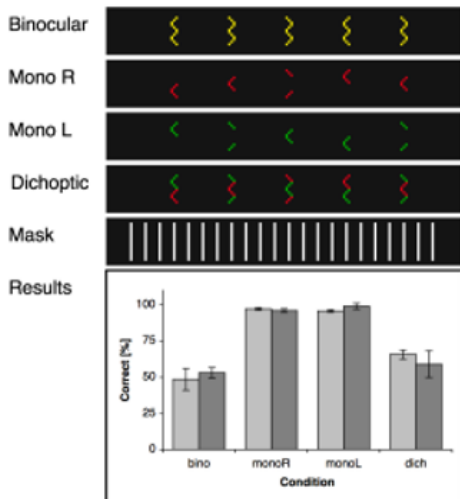 Binocular
Mono R
Mono L
Dichoptic
Mask
Results
100
75
50
25
0
Correct [%]
bino monoR monoL dich
Condition